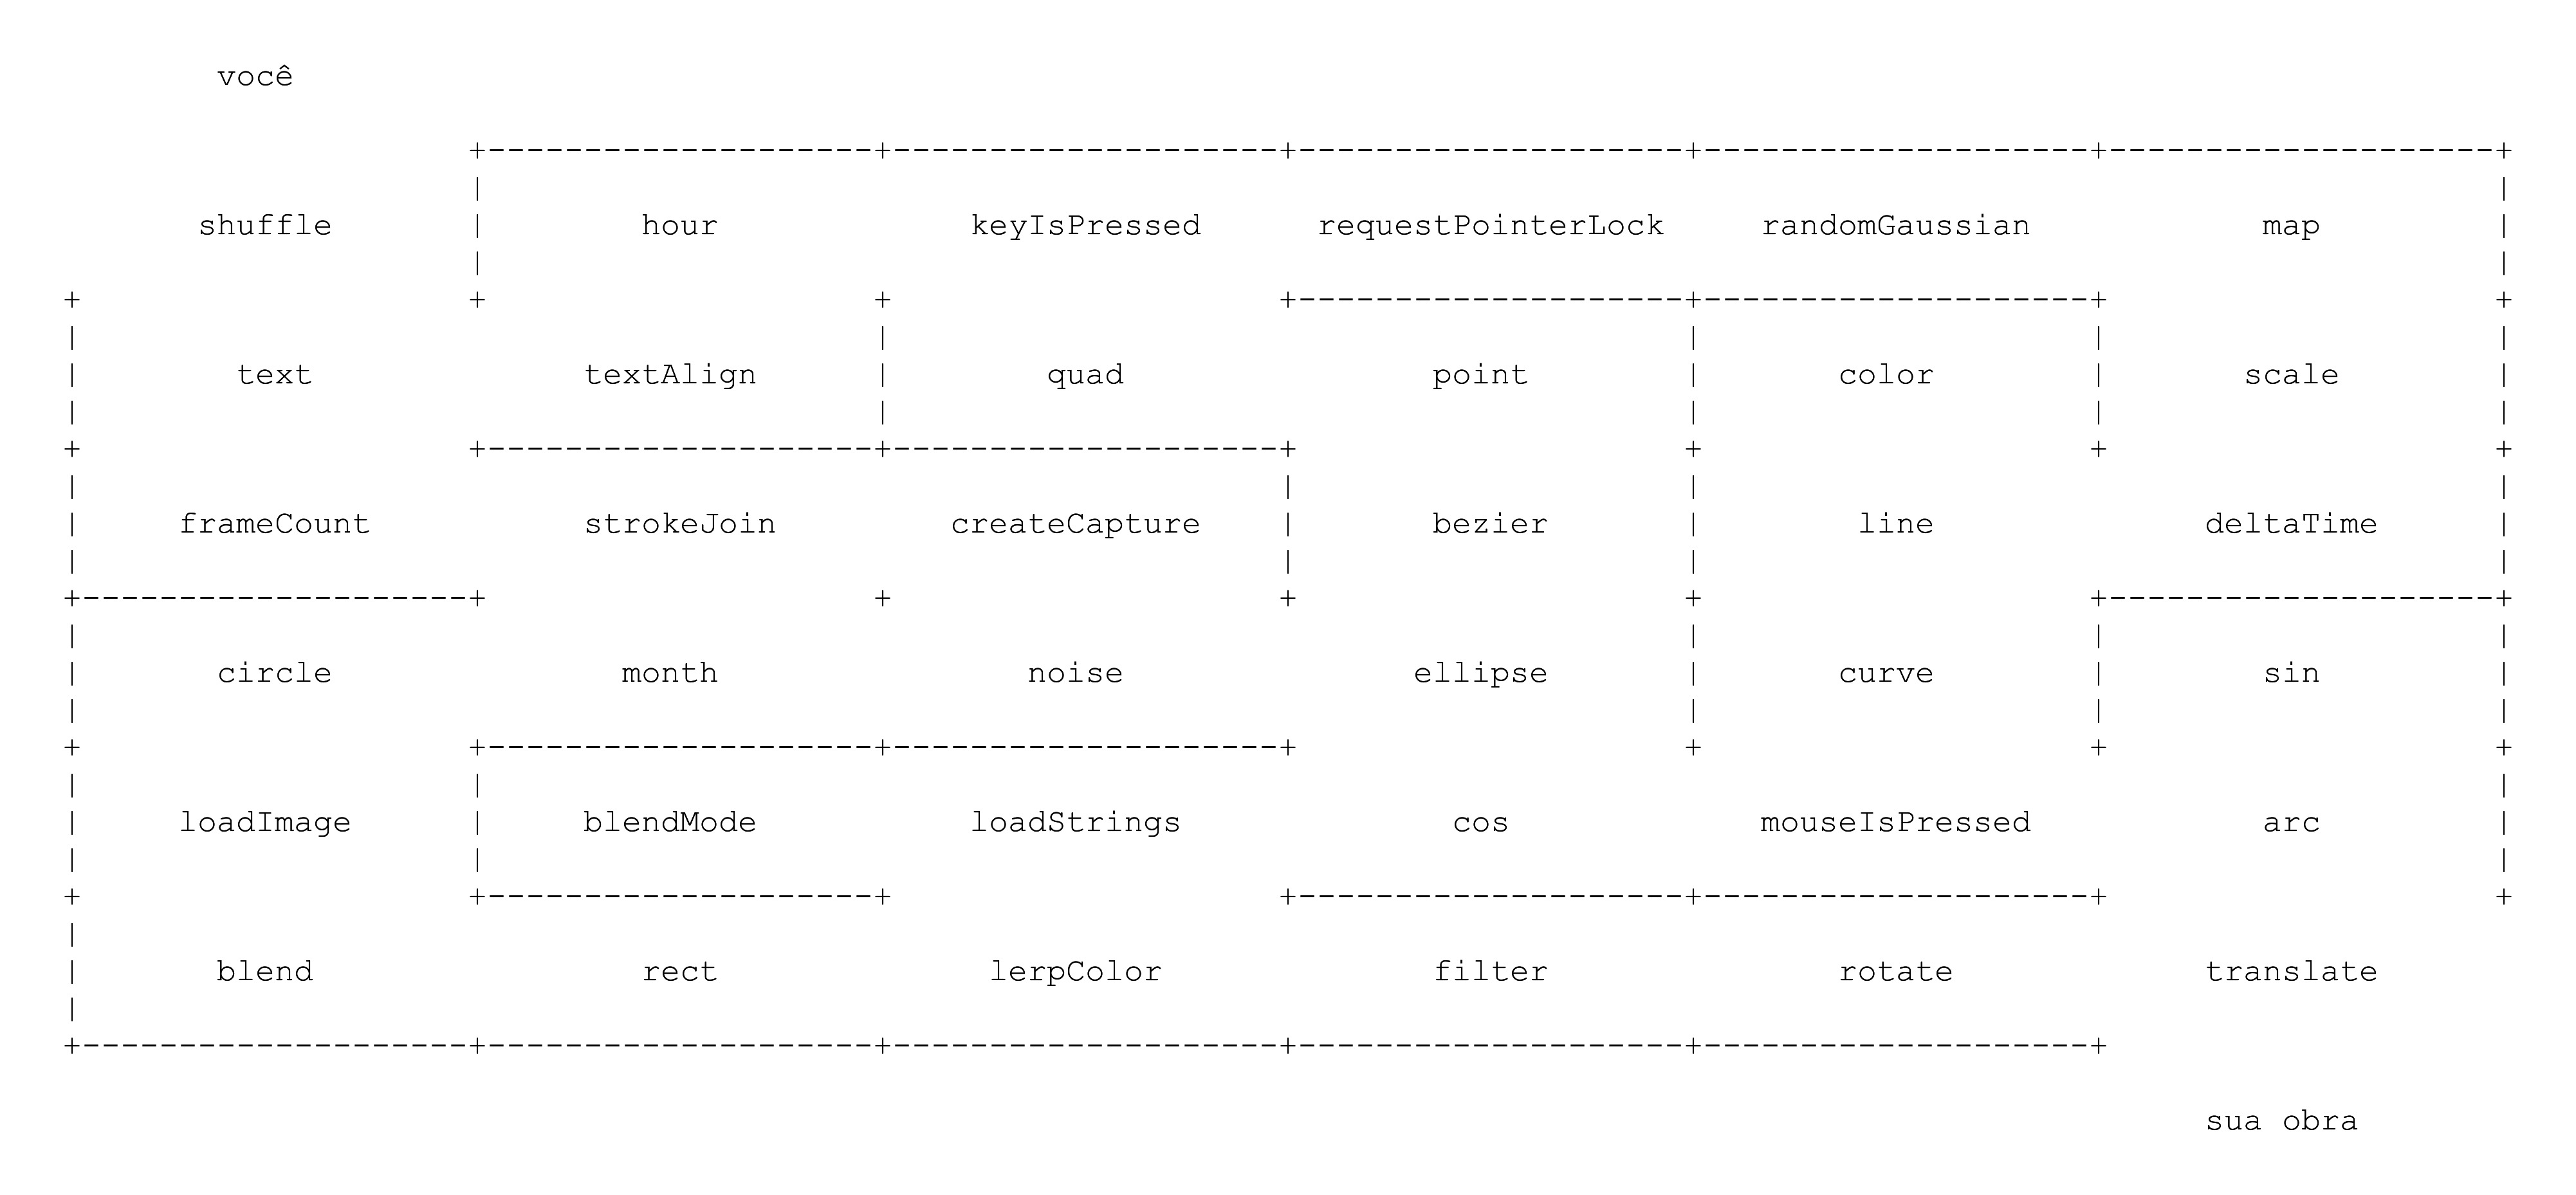 você
shuffle hour keyIsPressed requestPointerLock randomGaussian map
text textAlign quad point color scale
frameCount strokeJoin createCapture bezier line deltaTime
circle month noise ellipse curve sin
loadImage blendMode loadStrings cos mouseIsPressed arc
blend rect lerpColor filter rotate translate
sua obra